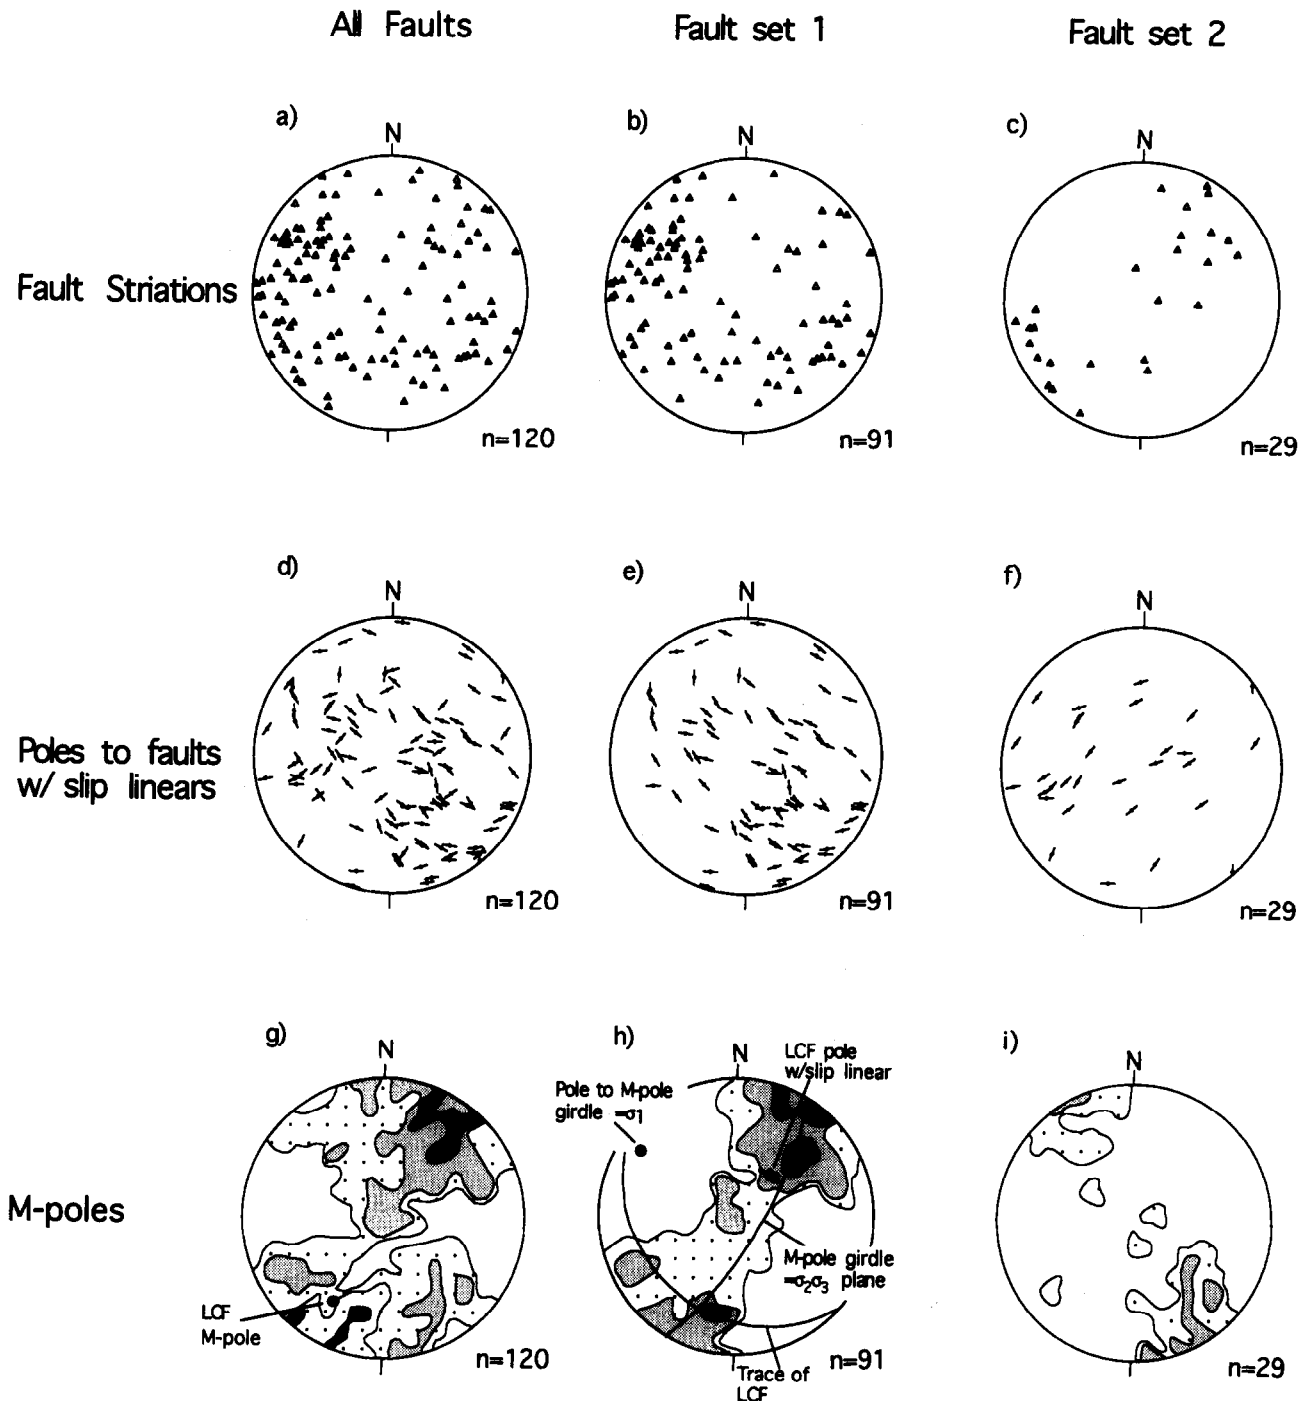 All Faults
Fault set 1
Fault set 2
a)
N
b)
N
c)
N
Fault Striations
n=120
n=91
n=29
d)
N
e)
N
f)
N
Poles to faults
w/ slip linears
n=120
n=91
n=29
g)
N
h)
N
i)
N
LCF pole
w/slip linear
Pole to M-pole
girdle =σ1
M-poles
M-pole girdle
=σ2σ3 plane
LCF
M-pole
Trace of
LCF
n=120
n=91
n=29